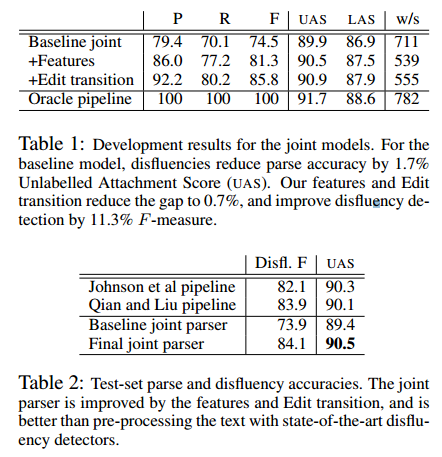 P R F UAS LAS w/s
Baseline joint 79.4 70.1 74.5 89.9 86.9 711
+Features 86.0 77.2 81.3 90.5 87.5 539
+Edit transition 92.2 80.2 85.8 90.9 87.9 555
Oracle pipeline 100 100 100 91.7 88.6 782
Table 1: Development results for the joint models. For the
baseline model, disfluencies reduce parse accuracy by 1.7%
Unlabelled Attachment Score (UAS). Our features and Edit
transition reduce the gap to 0.7%, and improve disfluency de-
tection by 11.3% F-measure.
Disfl. F UAS
Johnson et al pipeline 82.1 90.3
Qian and Liu pipeline 83.9 90.1
Baseline joint parser 73.9 89.4
Final joint parser 84.1 90.5
Table 2: Test-set parse and disfluency accuracies. The joint
parser is improved by the features and Edit transition, and is
better than pre-processing the text with state-of-the-art disflu-
ency detectors.